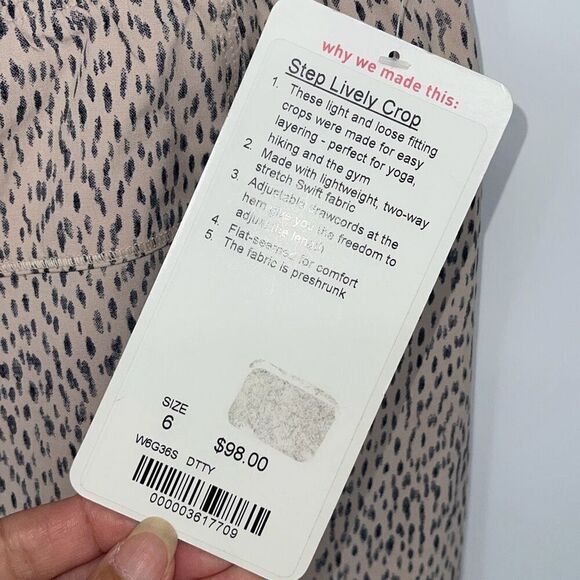 why we made this:
Step Lively Crop
1. These light and loose fitting
crops were made for easy
layering - perfect for yoga,
hiking and the gym
2. Made with lightweight, two-way
stretch Swift fabric
3. Adjustable drawcords at the
hem give you the freedom to
adjust the length
4. Flat-seamed for comfort
5. The fabric is preshrunk
SIZE
6 $98.00
W6G36S DTTY
000003617709